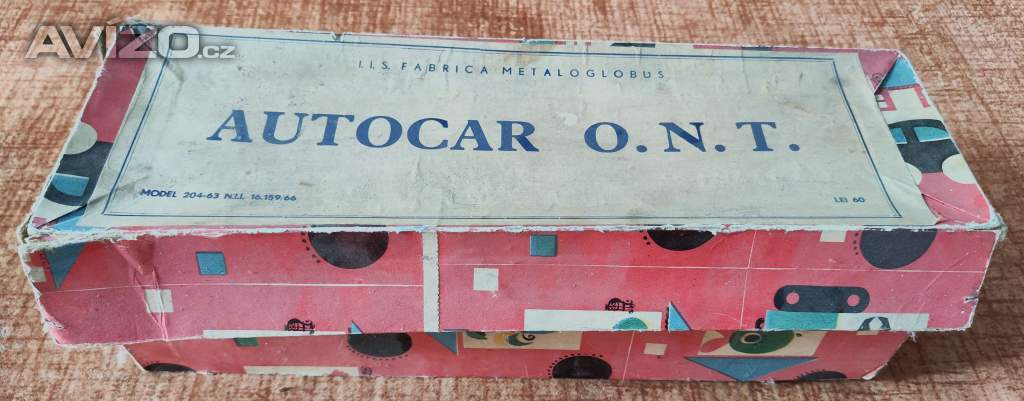 AVIZO.cz
I.I.S. FABRICA METALOGLOBUS
AUTOCAR O.N.T.
MODEL 204-63 N.I.I. 16.159.66
LEI 60